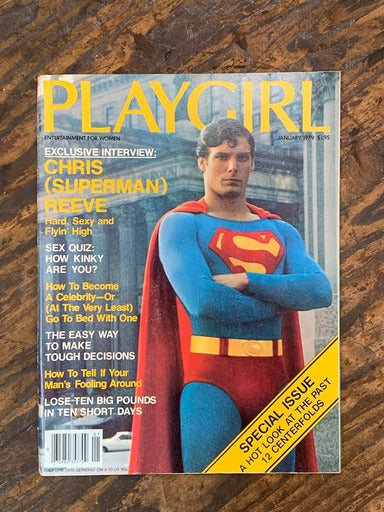 PLAYGIRL
ENTERTAINMENT FOR WOMEN
JANUARY 1979 $1.95
EXCLUSIVE INTERVIEW:
CHRIS
(SUPERMAN)
REEVE
Hard, Sexy and
Flyin' High
SEX QUIZ:
HOW KINKY
ARE YOU?
How To Become
A Celebrity—Or
(At The Very Least)
Go To Bed With One
THE EASY WAY
TO MAKE
TOUGH DECISIONS
How To Tell If Your
Man's Fooling Around
LOSE TEN BIG POUNDS
IN TEN SHORT DAYS
S
SPECIAL ISSUE
A HOT LOOK AT THE PAST
12 CENTERFOLDS